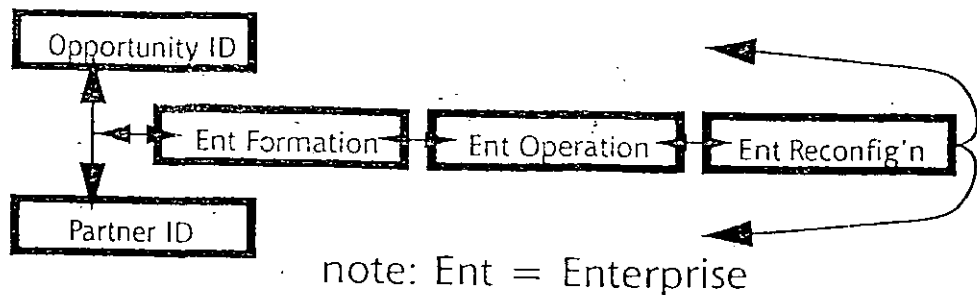 Opportunity ID
Ent Formation
Ent Operation
Ent Reconfig'n
Partner ID
note: Ent = Enterprise